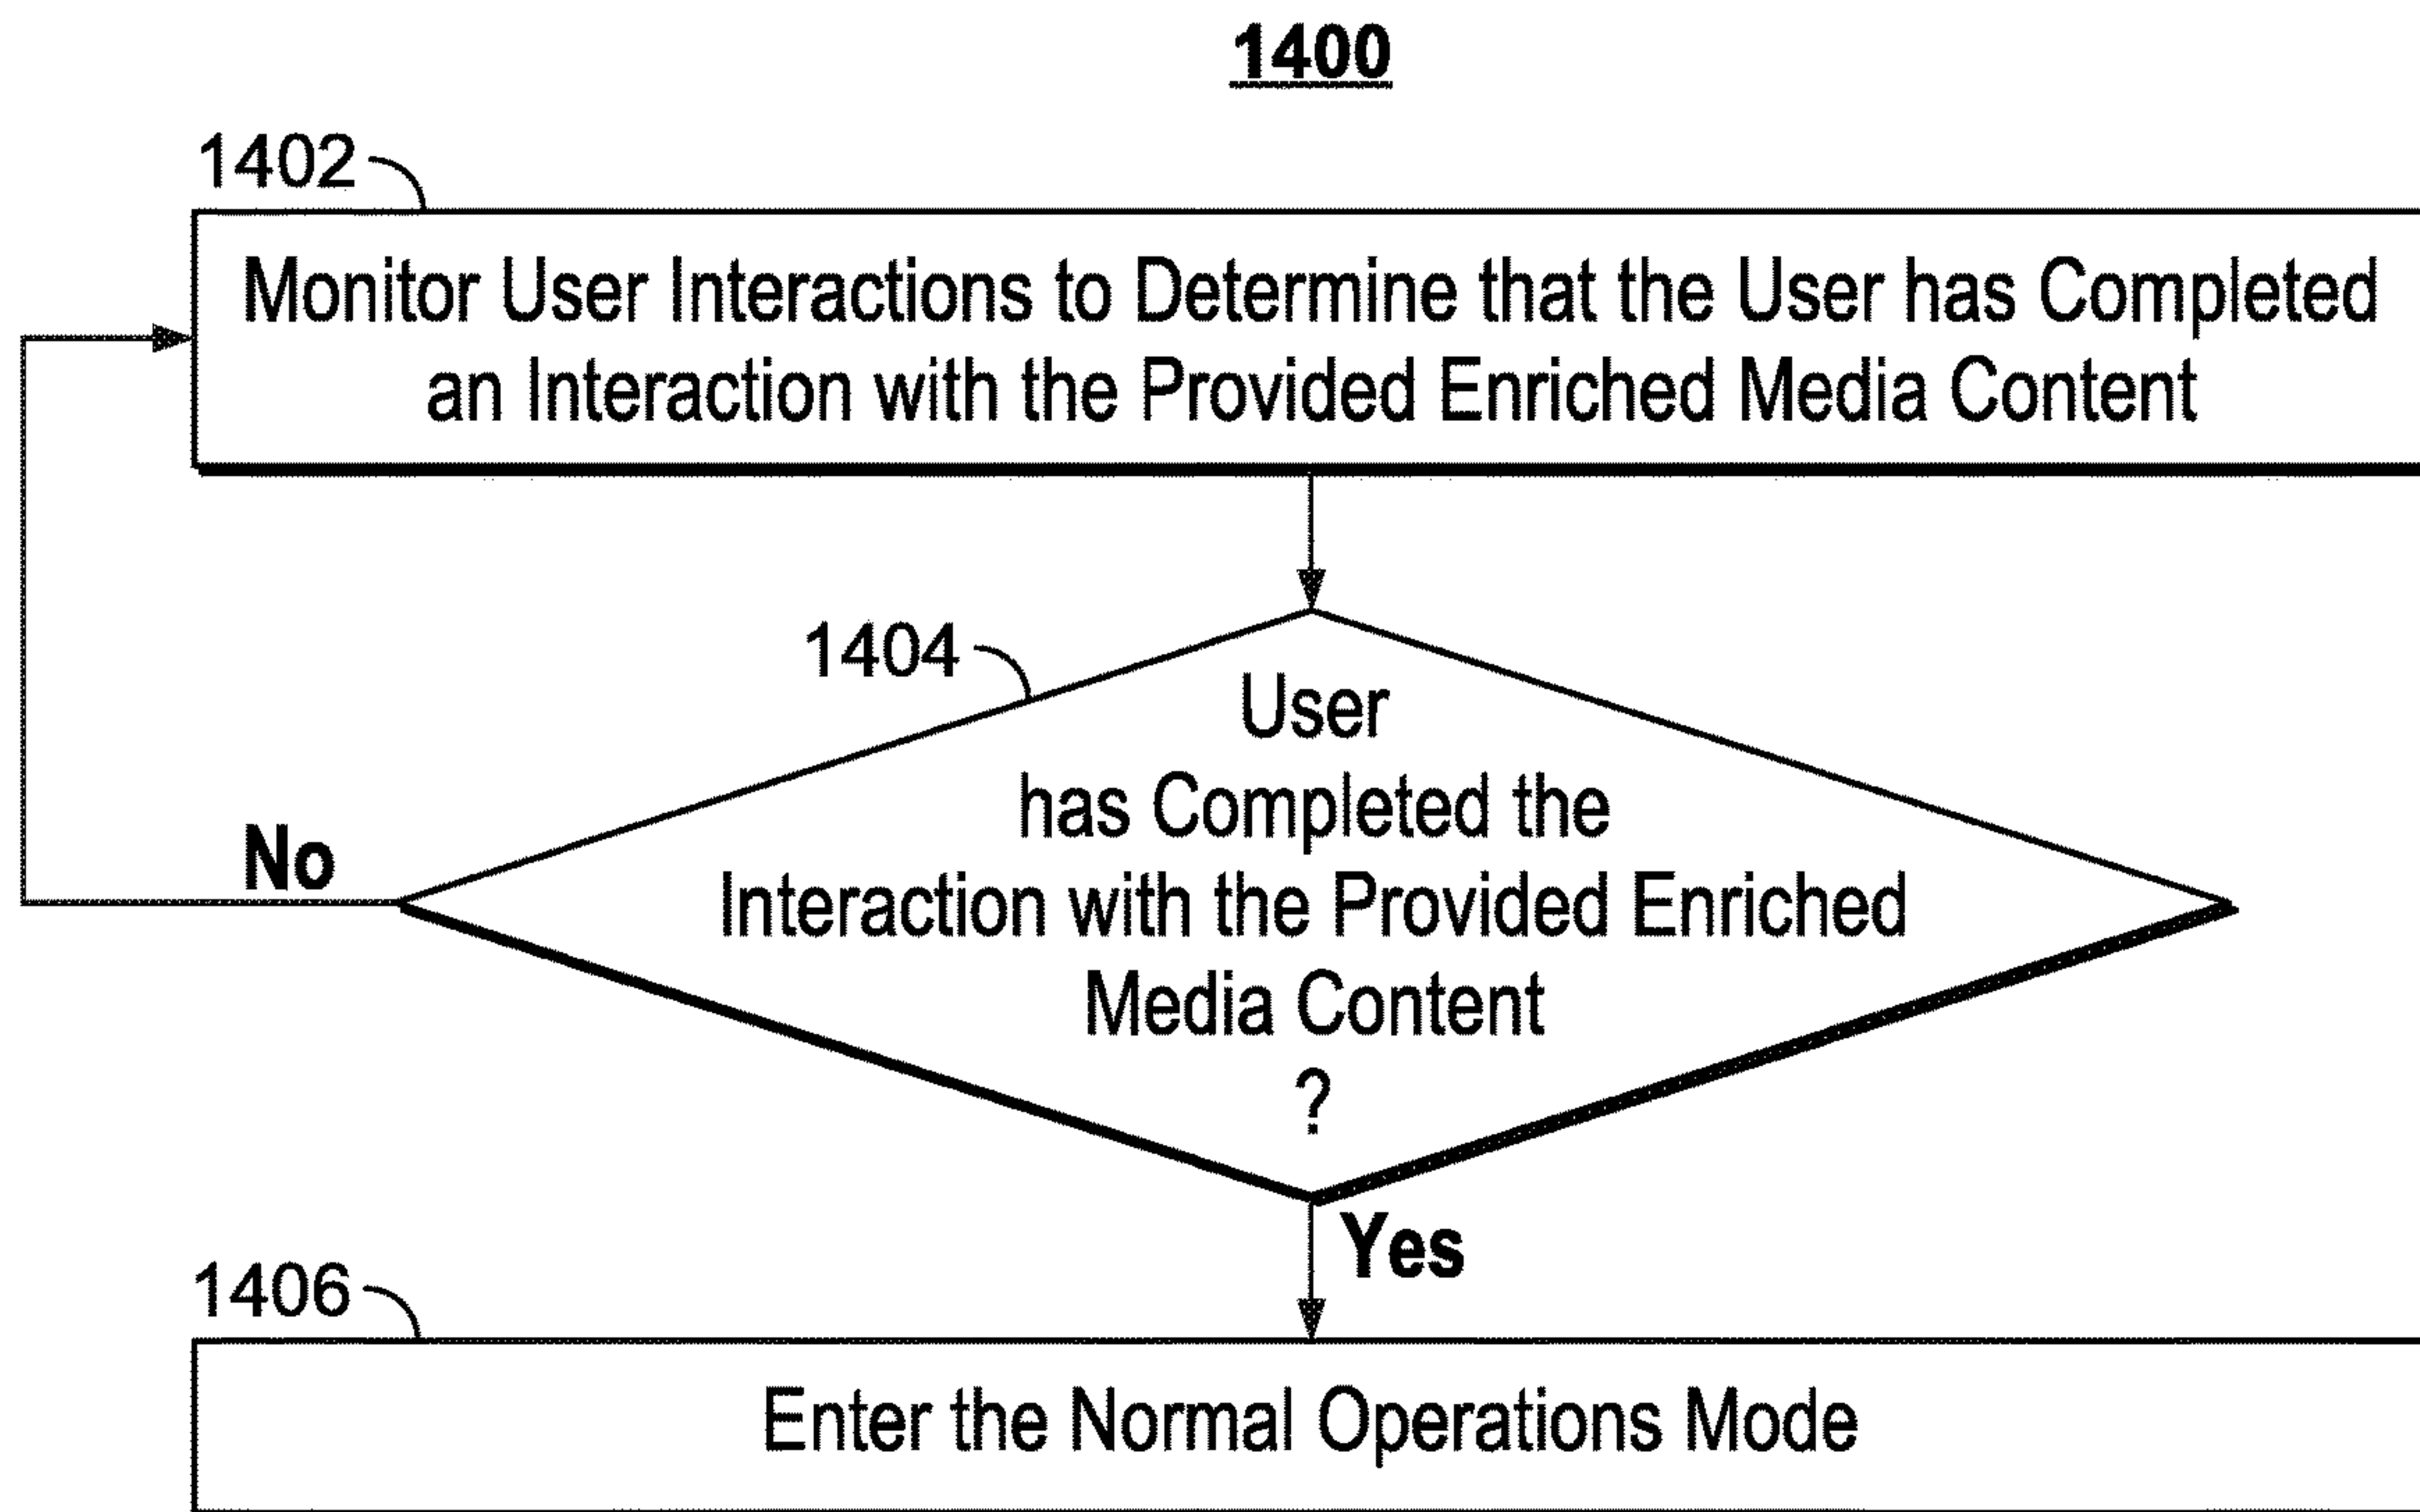 1400
1402
Monitor User Interactions to Determine that the User has Completed
an Interaction with the Provided Enriched Media Content
1404
User
has Completed the
Interaction with the Provided Enriched
Media Content
?
No
Yes
1406
Enter the Normal Operations Mode